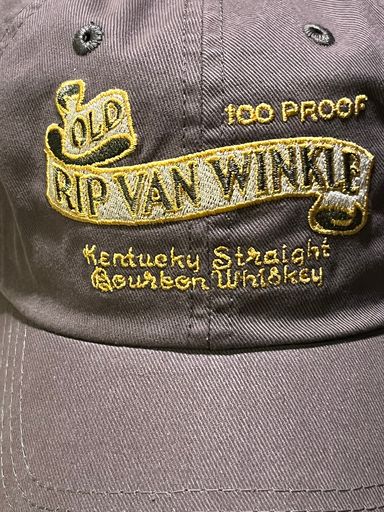 OLD
100 PROOF
RIP VAN WINKLE
Kentucky Straight
Bourbon Whiskey